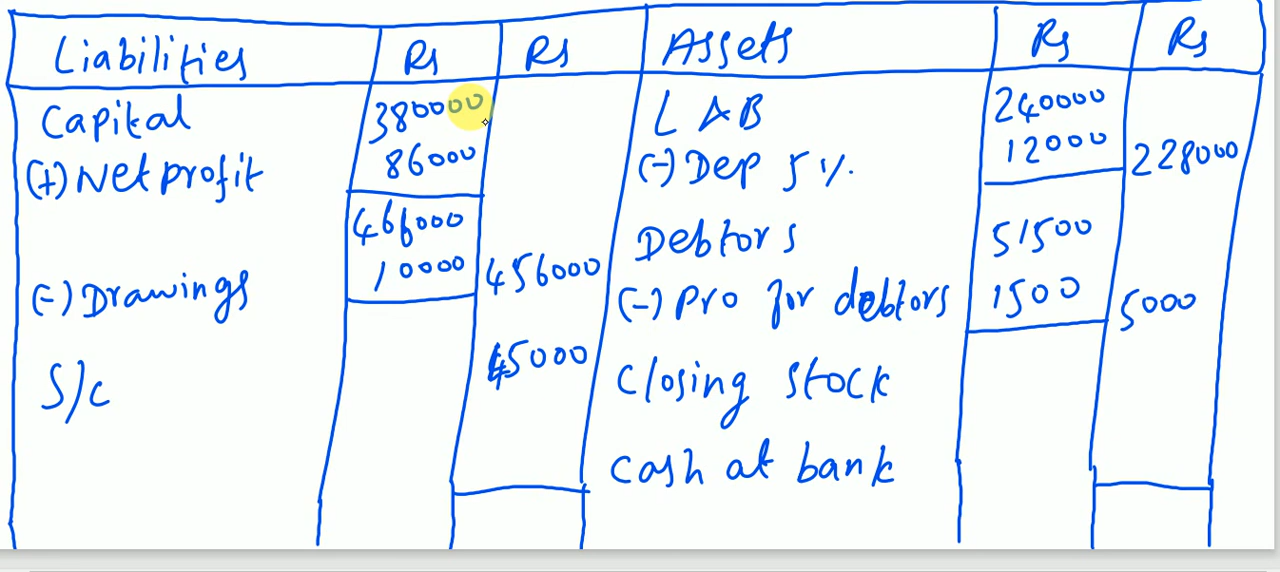 Liabilities Rs Rs Assets Rs Rs
Capital 380000 LAB 240000
(+) Net profit 86000 (-) Dep 5 %. 12000 228000
466000 Debtors 51500
(-) Drawings 10000 456000 (-) Pro for debtors 1500 5000
S/c 45000 Closing stock
Cash at bank